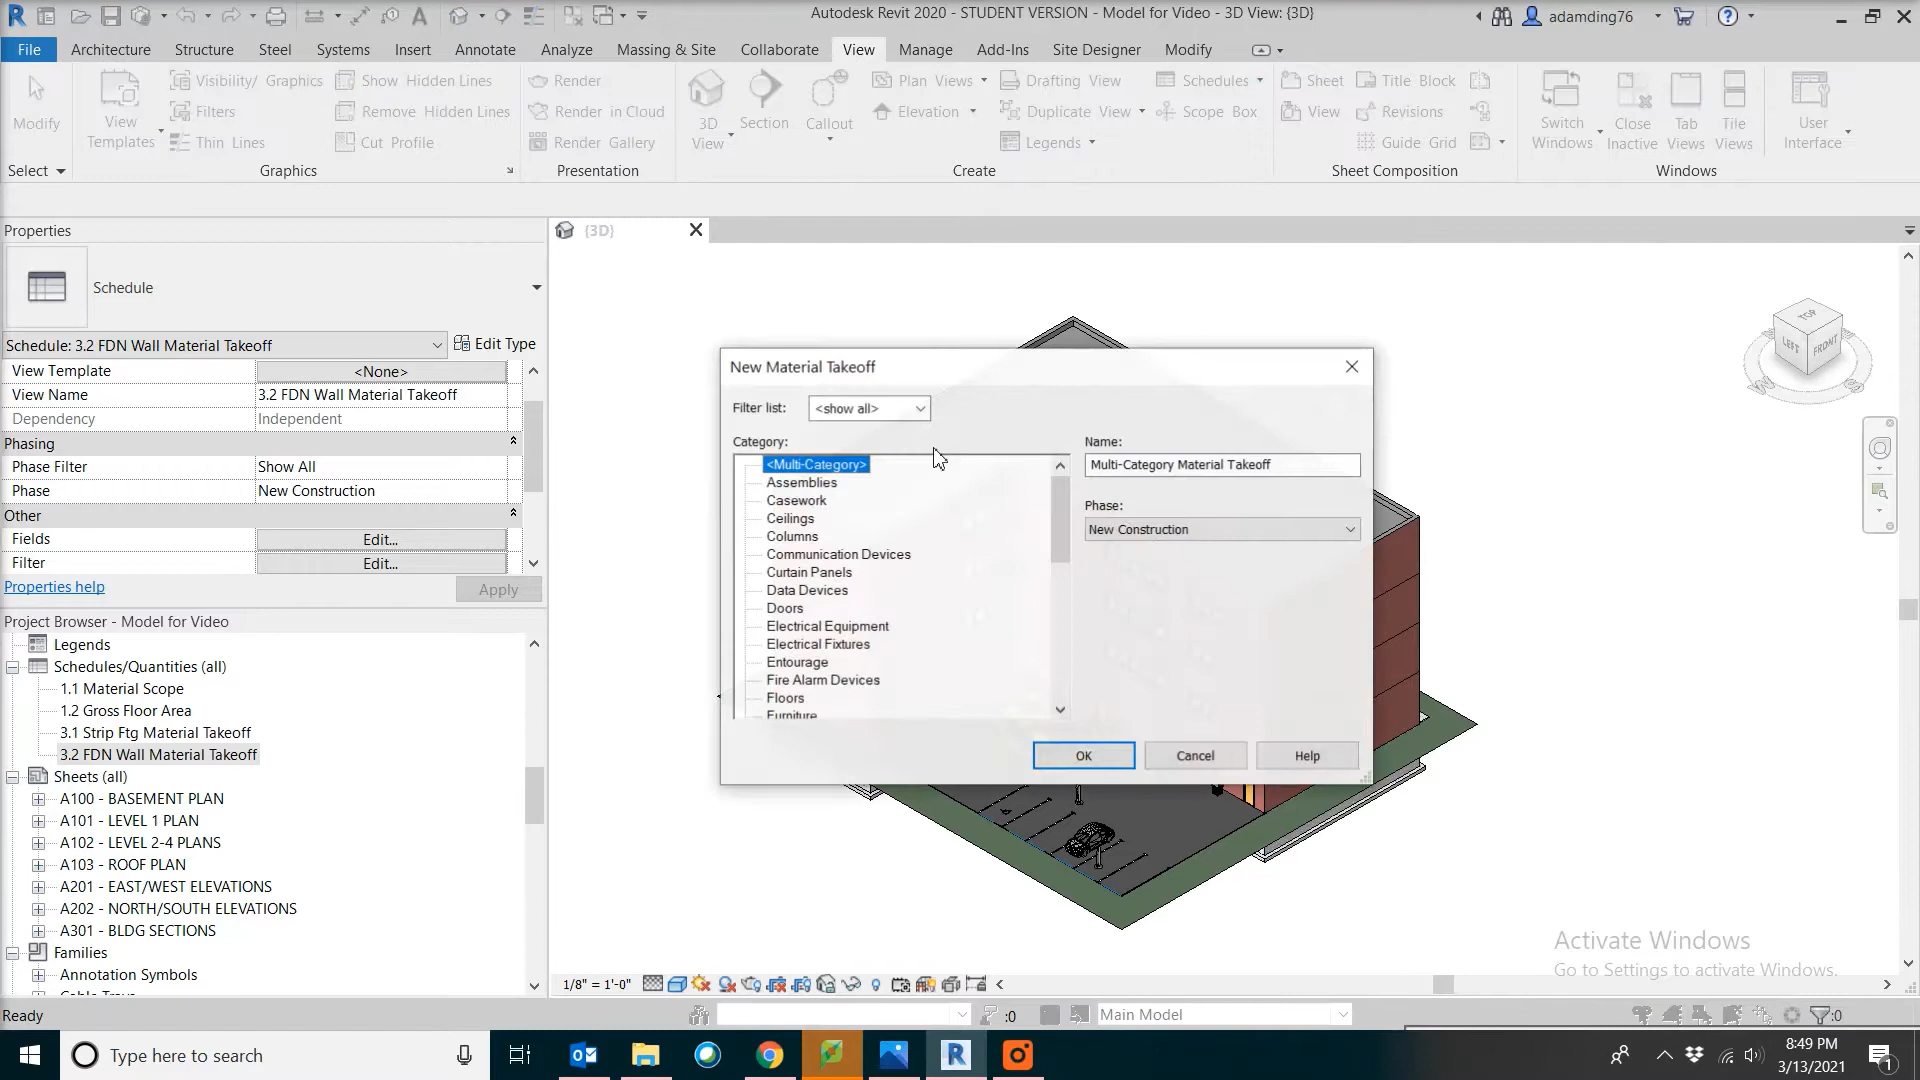 Autodesk Revit 2020 - STUDENT VERSION - Model for Video - 3D View: {3D}
adamding76
File Architecture Structure Steel Systems Insert Annotate Analyze Massing & Site Collaborate View Manage Add-Ins Site Designer Modify
Modify
View Templates
Visibility/ Graphics
Filters
Thin Lines
Show Hidden Lines
Remove Hidden Lines
Cut Profile
Render
Render in Cloud
Render Gallery
3D View
Section
Callout
Plan Views
Elevation
Drafting View
Duplicate View
Legends
Schedules
Scope Box
Sheet
View
Title Block
Revisions
Guide Grid
Switch Windows
Close Inactive
Tab Views
Tile Views
User Interface
Select Graphics Presentation Create Sheet Composition Windows
Properties
{3D}
Schedule
Schedule: 3.2 FDN Wall Material Takeoff
Edit Type
View Template <None>
View Name 3.2 FDN Wall Material Takeoff
Dependency Independent
Phasing
Phase Filter Show All
Phase New Construction
Other
Fields Edit...
Filter Edit...
Properties help
Apply
Project Browser - Model for Video
Legends
Schedules/Quantities (all)
1.1 Material Scope
1.2 Gross Floor Area
3.1 Strip Ftg Material Takeoff
3.2 FDN Wall Material Takeoff
Sheets (all)
A100 - BASEMENT PLAN
A101 - LEVEL 1 PLAN
A102 - LEVEL 2-4 PLANS
A103 - ROOF PLAN
A201 - EAST/WEST ELEVATIONS
A202 - NORTH/SOUTH ELEVATIONS
A301 - BLDG SECTIONS
Families
Annotation Symbols
New Material Takeoff
Filter list: <show all>
Category:
<Multi-Category>
Assemblies
Casework
Ceilings
Columns
Communication Devices
Curtain Panels
Data Devices
Doors
Electrical Equipment
Electrical Fixtures
Entourage
Fire Alarm Devices
Floors
Furniture
Name:
Multi-Category Material Takeoff
Phase:
New Construction
OK
Cancel
Help
TOP
LEFT
FRONT
W
S
Activate Windows
Go to Settings to activate Windows.
1/8" = 1'-0"
Ready
:0
Main Model
:0
Type here to search
8:49 PM
3/13/2021
1